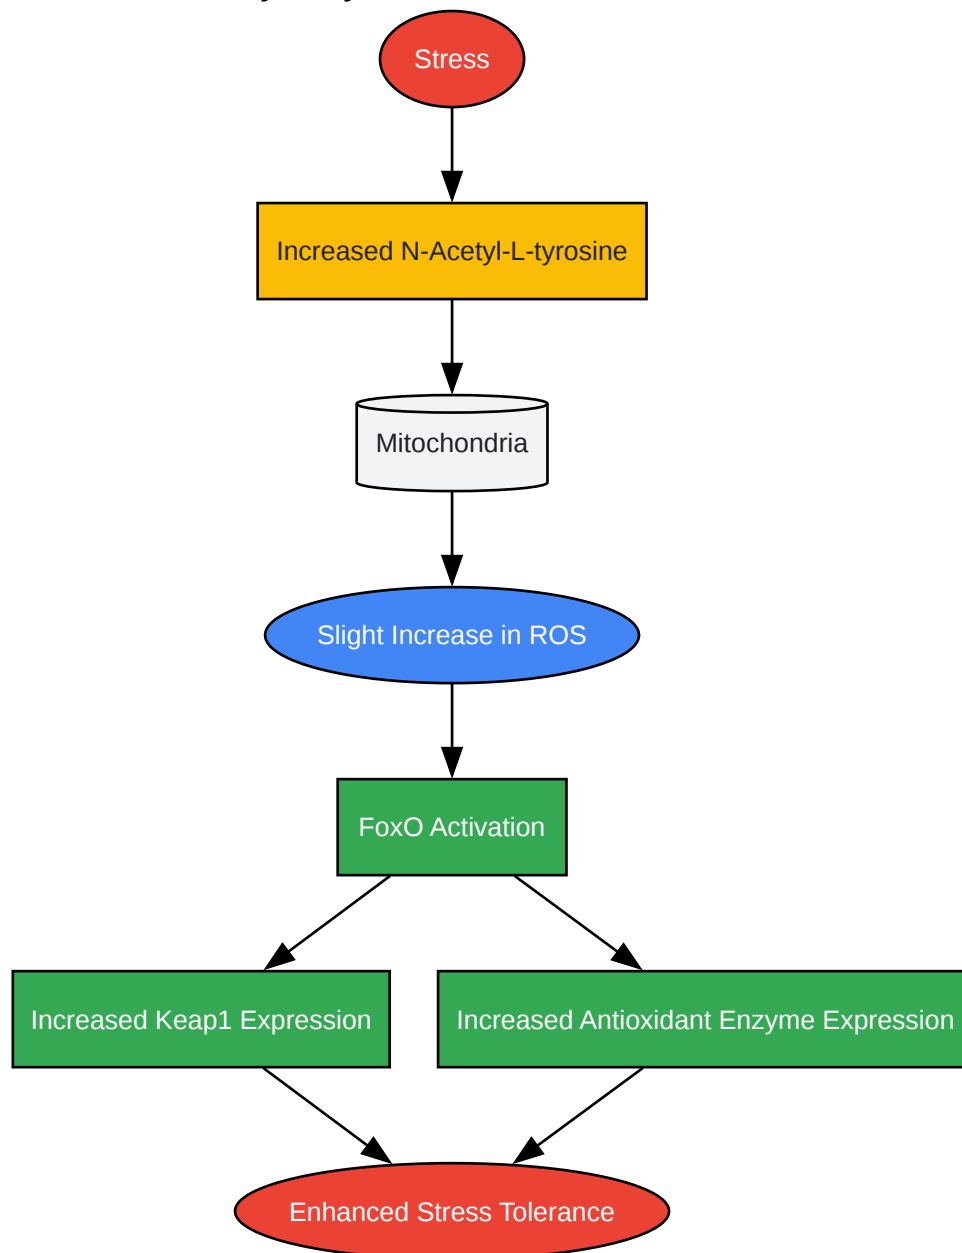 Stress
Increased N-Acetyl-L-tyrosine
Mitochondria
Slight Increase in ROS
FoxO Activation
Increased Keap1 Expression
Increased Antioxidant Enzyme Expression
Enhanced Stress Tolerance